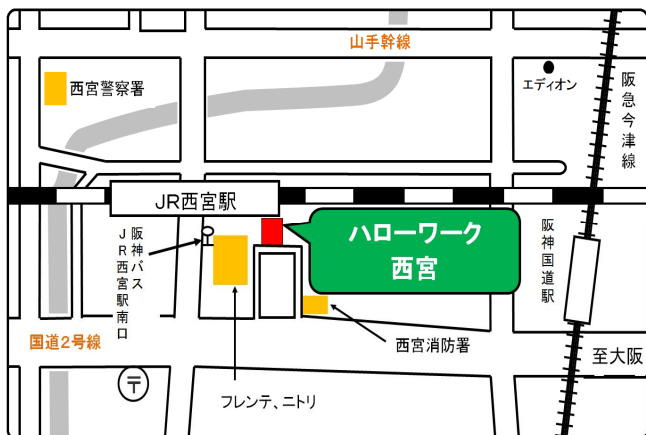 山手幹線
西宮警察署
エディオン
阪急今津線
JR西宮駅
ハローワーク
西宮
阪神バス
JR西宮駅南口
阪神国道駅
国道2号線
西宮消防署
至大阪
〒
フレンテ、ニトリ